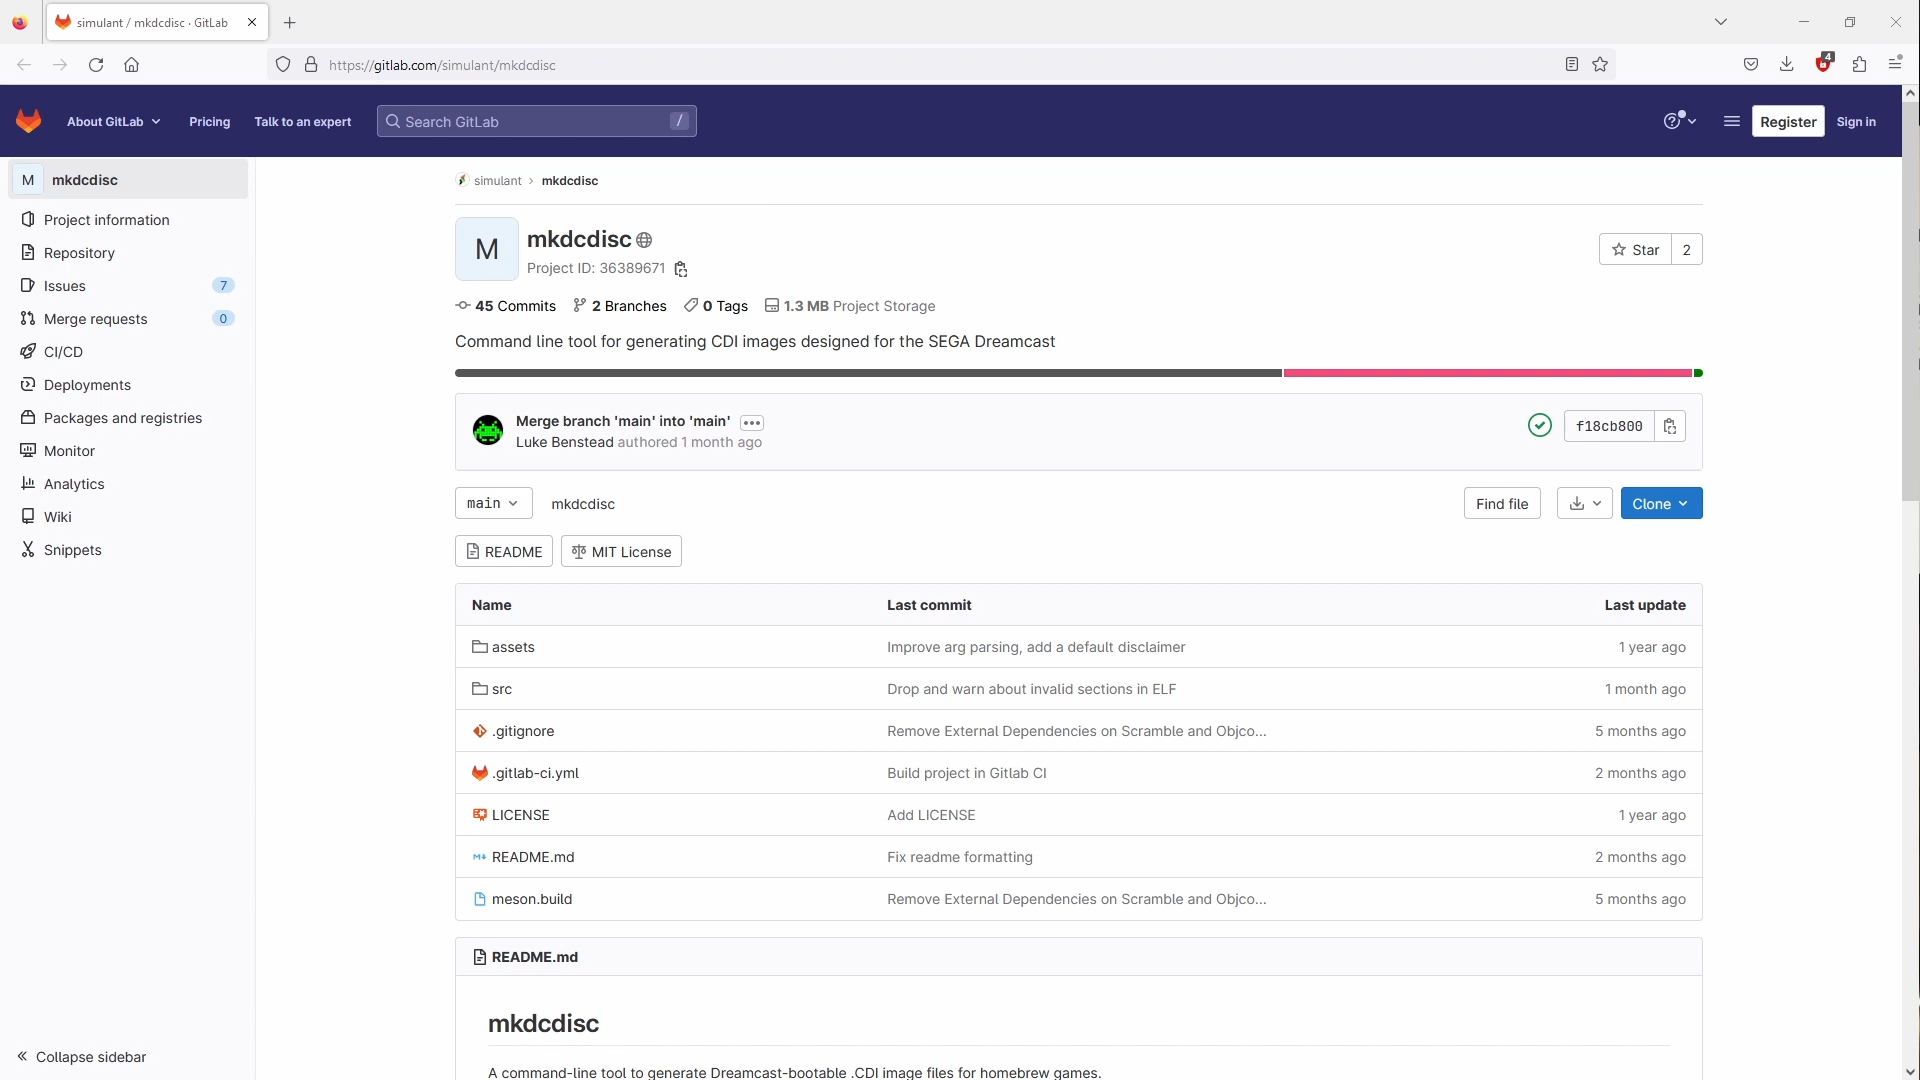 simulant / mkdcdisc · GitLab
https://gitlab.com/simulant/mkdcdisc
4
About GitLab
Pricing
Talk to an expert
Search GitLab
/
Register
Sign in
M
mkdcdisc
Project information
Repository
Issues
7
Merge requests
0
CI/CD
Deployments
Packages and registries
Monitor
Analytics
Wiki
Snippets
Collapse sidebar
simulant › mkdcdisc
M
mkdcdisc
Project ID: 36389671
Star
2
45 Commits
2 Branches
0 Tags
1.3 MB Project Storage
Command line tool for generating CDI images designed for the SEGA Dreamcast
Merge branch 'main' into 'main'
Luke Benstead authored 1 month ago
f18cb800
main
mkdcdisc
Find file
Clone
README
MIT License
Name
Last commit
Last update
assets
Improve arg parsing, add a default disclaimer
1 year ago
src
Drop and warn about invalid sections in ELF
1 month ago
.gitignore
Remove External Dependencies on Scramble and Objco...
5 months ago
.gitlab-ci.yml
Build project in Gitlab CI
2 months ago
LICENSE
Add LICENSE
1 year ago
README.md
Fix readme formatting
2 months ago
meson.build
Remove External Dependencies on Scramble and Objco...
5 months ago
README.md
mkdcdisc
A command-line tool to generate Dreamcast-bootable .CDI image files for homebrew games.